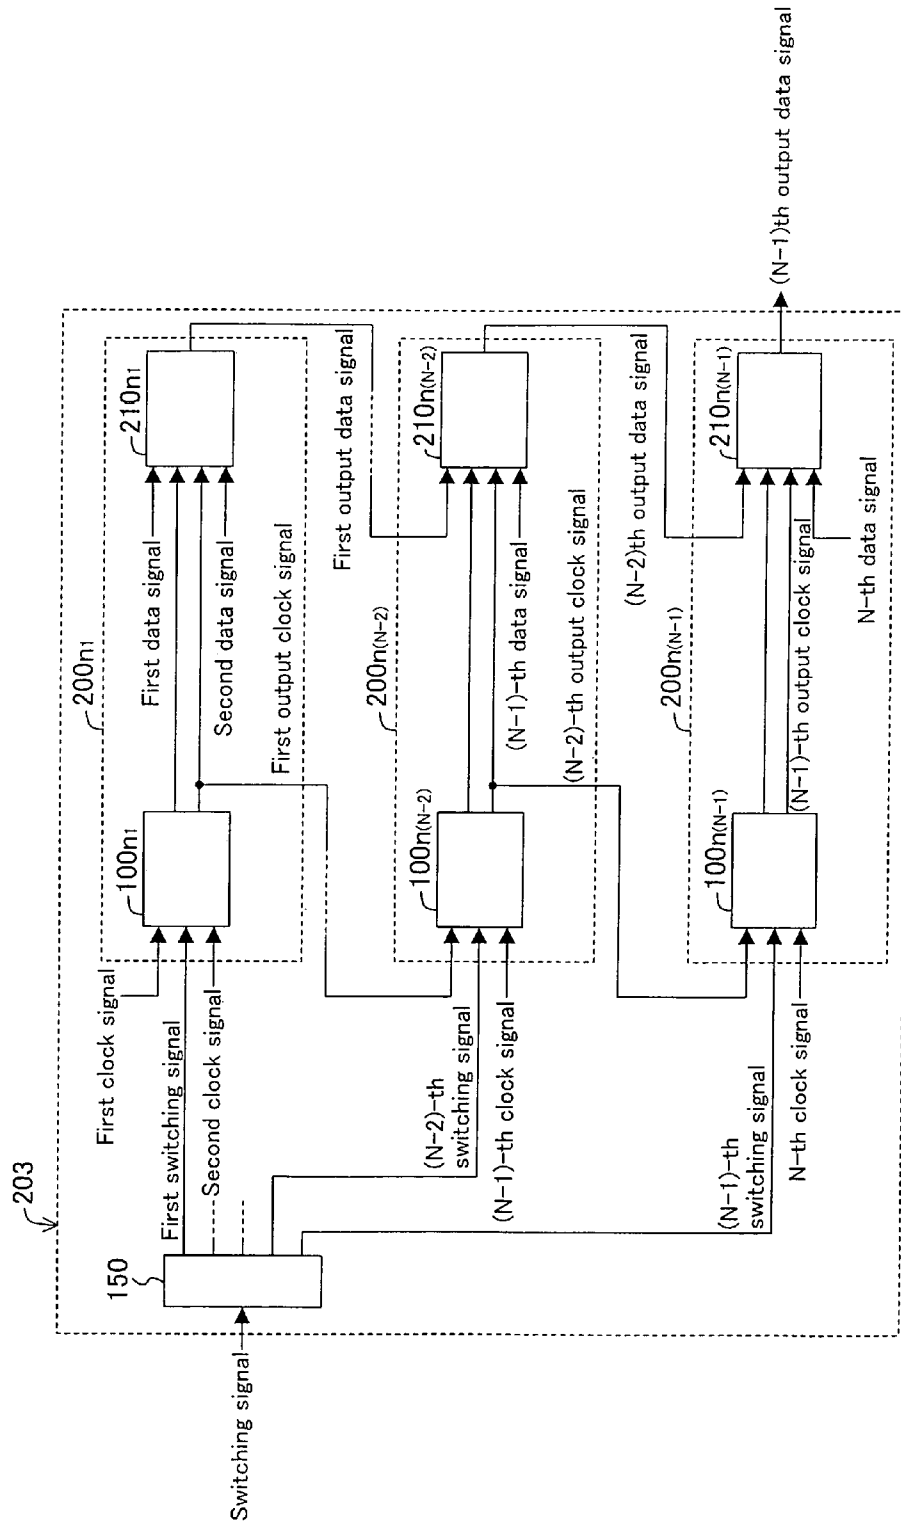 203
Switching signal
150
First switching signal
Second clock signal
First clock signal
100n1
200n1
First data signal
Second data signal
First output clock signal
210n1
First output data signal
(N-2)-th
switching signal
(N-1)-th clock signal
100n(N-2)
200n(N-2)
(N-1)-th data signal
(N-2)-th output clock signal
210n(N-2)
(N-2)th output data signal
(N-1)-th
switching signal
N-th clock signal
100n(N-1)
200n(N-1)
(N-1)-th output clock signal
N-th data signal
210n(N-1)
(N-1)th output data signal